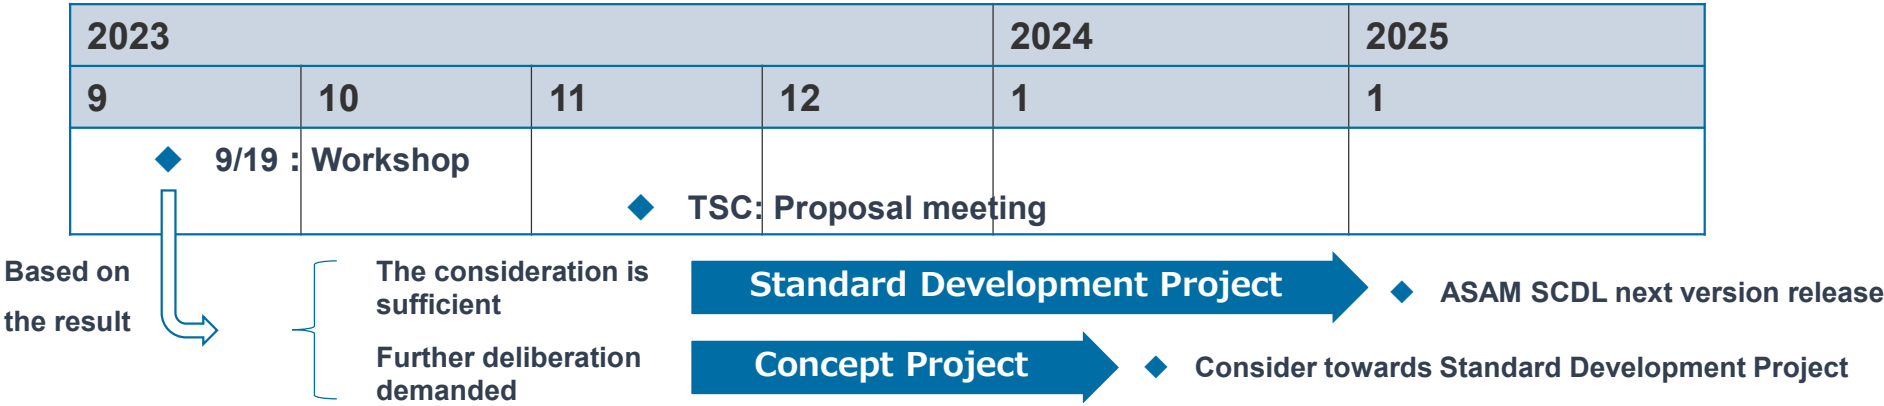 2023 2024 2025
9 10 11 12 1 1
9/19：Workshop
TSC: Proposal meeting
Based on
the result
The consideration is
sufficient
Standard Development Project
ASAM SCDL next version release
Further deliberation
demanded
Concept Project
Consider towards Standard Development Project